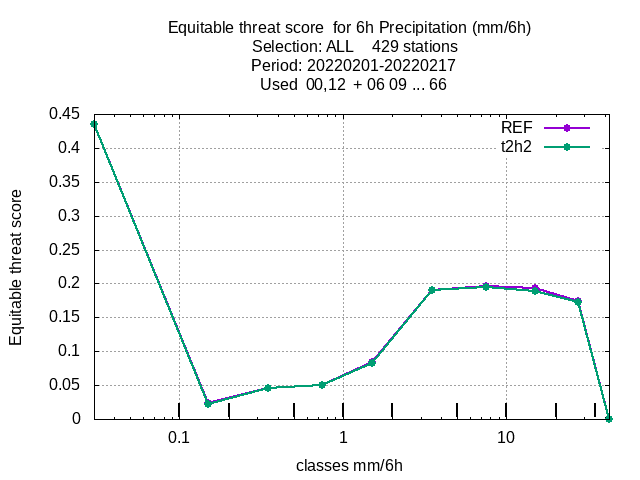 Equitable threat score  for 6h Precipitation (mm/6h)
Selection: ALL    429 stations
Period: 20220201-20220217
Used  00,12  + 06 09 ... 66
REF
t2h2
0.45
0.4
0.35
0.3
0.25
0.2
0.15
0.1
0.05
0
Equitable threat score
0.1
1
10
classes mm/6h